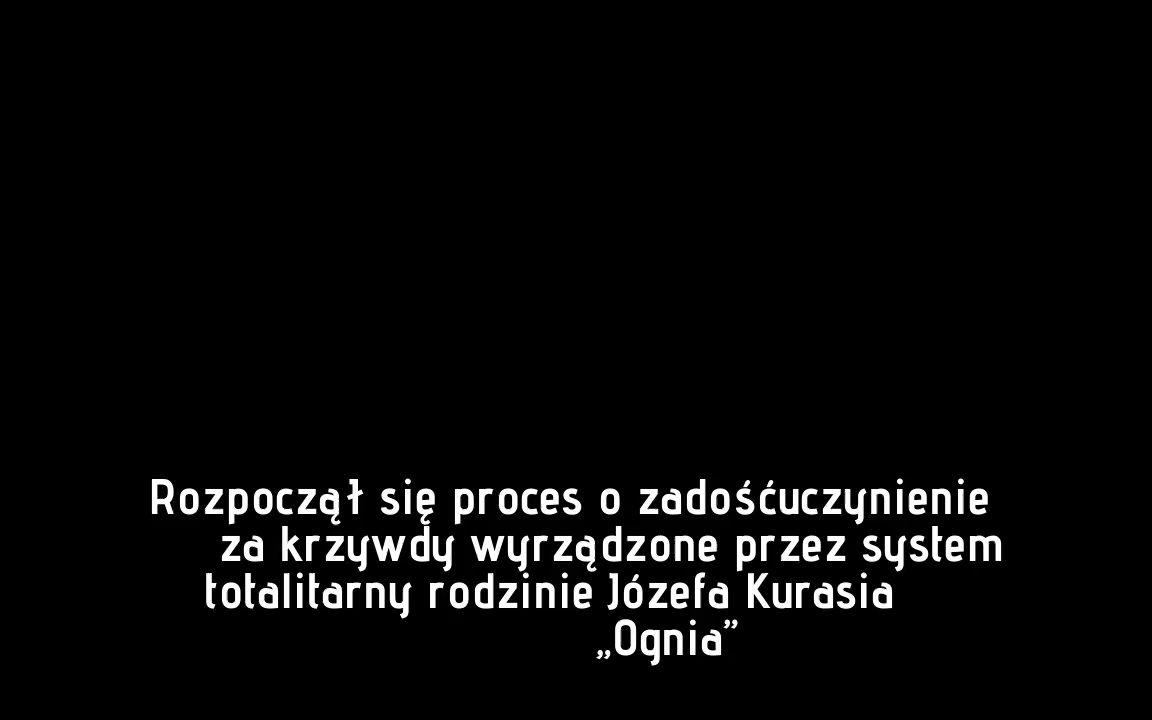 Rozpoczął się proces o zadośćuczynienie
za krzywdy wyrządzone przez system
totalitarny rodzinie Józefa Kurasia
„Ognia”